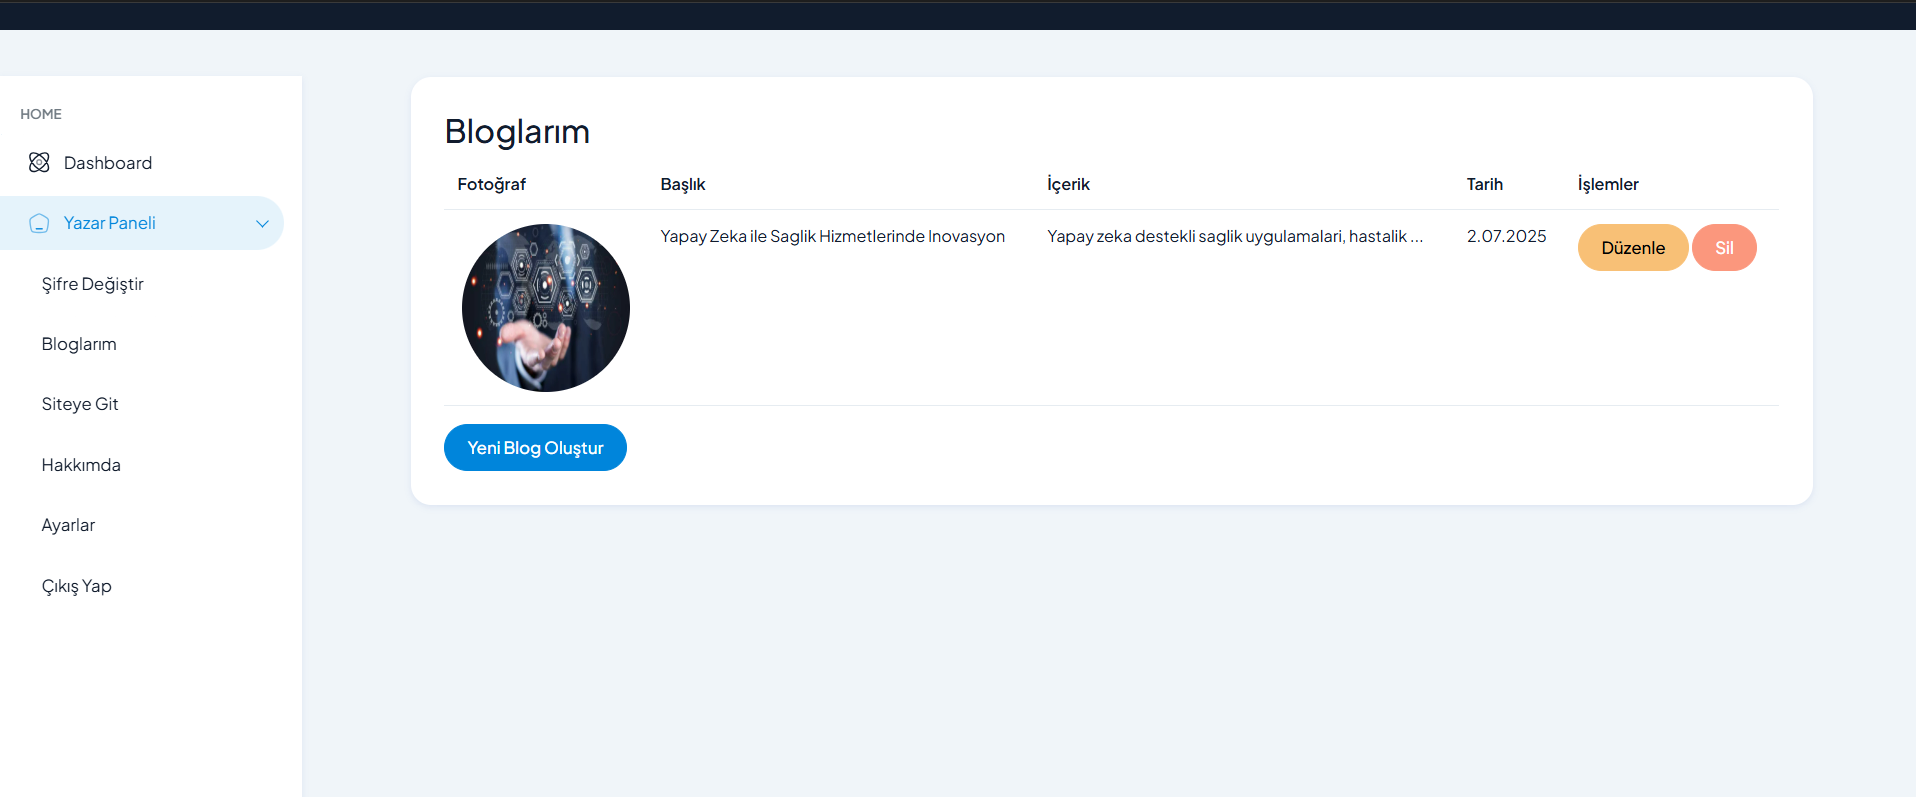 HOME
Dashboard
Yazar Paneli
Şifre Değiştir
Bloglarım
Siteye Git
Hakkımda
Ayarlar
Çıkış Yap
Bloglarım
Fotoğraf Başlık İçerik Tarih İşlemler
Yapay Zeka ile Saglik Hizmetlerinde Inovasyon Yapay zeka destekli saglik uygulamalari, hastalik ... 2.07.2025 Düzenle Sil
Yeni Blog Oluştur